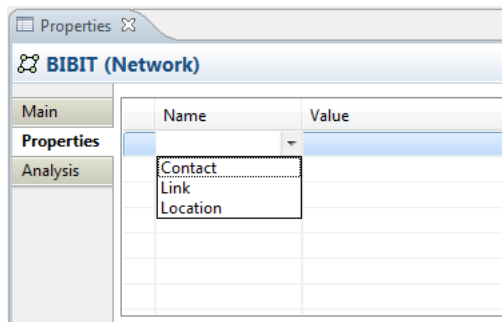 Properties
BIBIT (Network)
Main
Name Value
Properties
Analysis
Contact
Link
Location